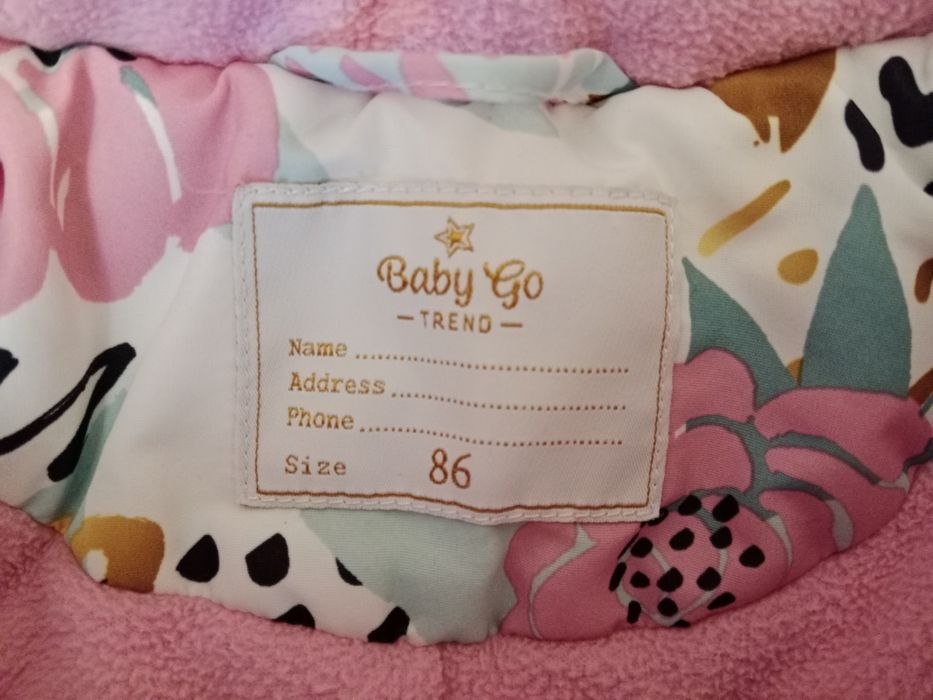 Baby Go
— TREND —
Name ........................................
Address ..................................
Phone ......................................
Size 86